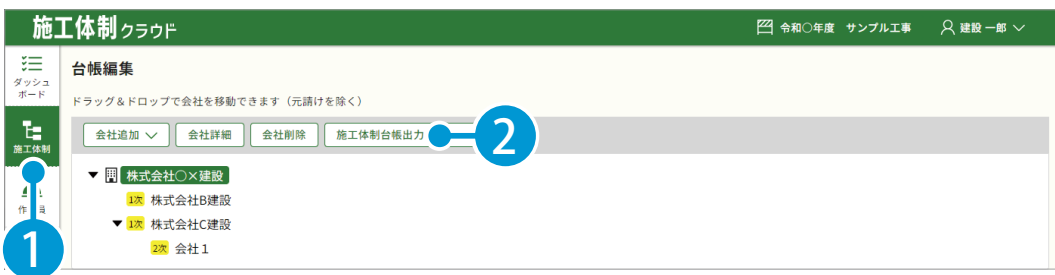 施工体制クラウド
令和○年度 サンプル工事
建設 一郎
ダッシュ
ボード
台帳編集
ドラッグ＆ドロップで会社を移動できます（元請けを除く）
施工体制
会社追加
会社詳細
会社削除
施工体制台帳出力
2
株式会社○×建設
1次 株式会社B建設
1次 株式会社C建設
2次 会社１
1